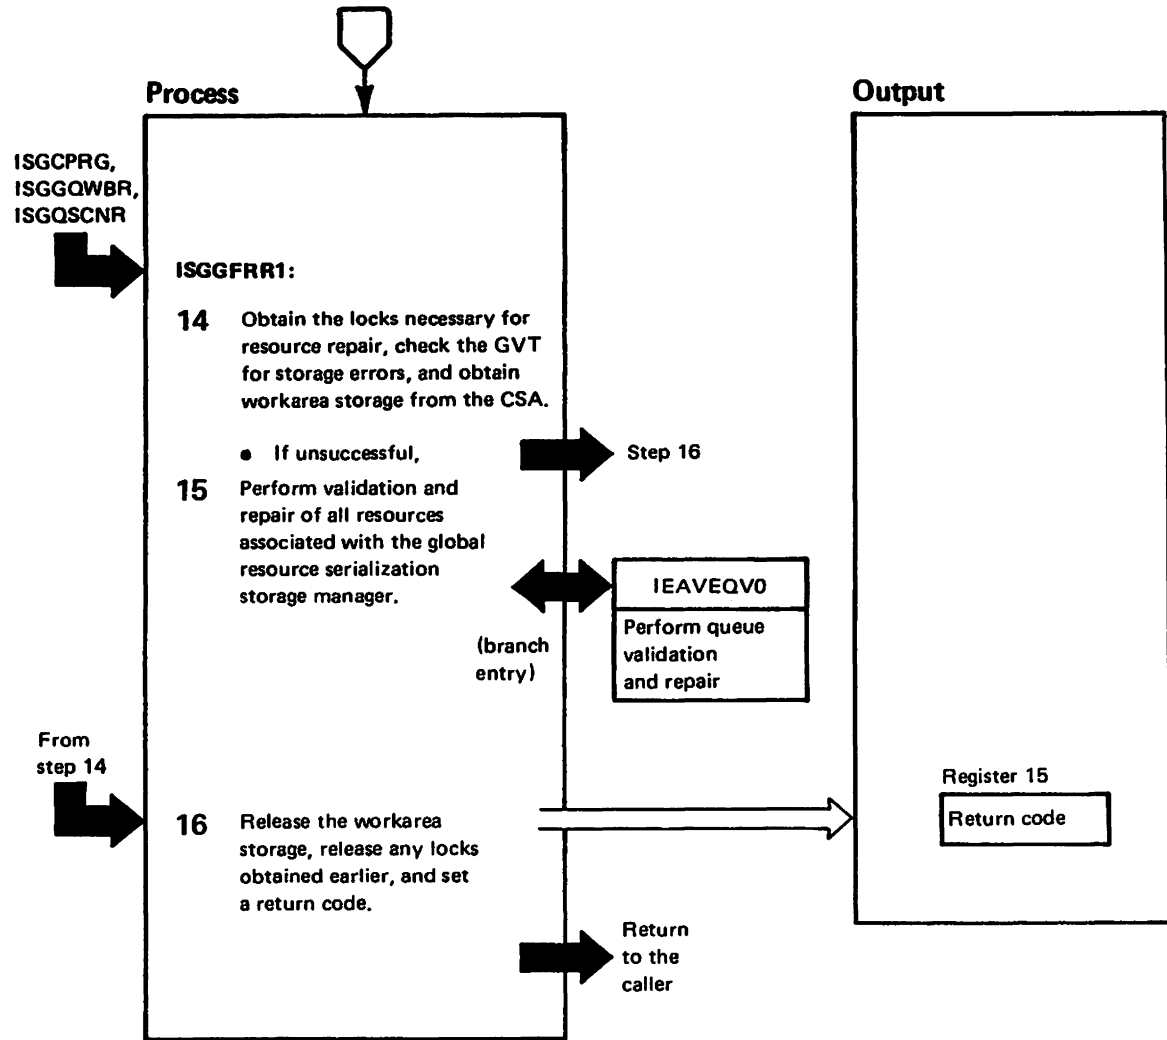 Process
Output
ISGCPRG,
ISGGQWBR,
ISGQSCNR
ISGGFRR1:
14 Obtain the locks necessary for
resource repair, check the GVT
for storage errors, and obtain
workarea storage from the CSA.
• If unsuccessful,
Step 16
15 Perform validation and
repair of all resources
associated with the global
resource serialization
storage manager.
(branch
entry)
IEAVEQV0
Perform queue
validation
and repair
From
step 14
16 Release the workarea
storage, release any locks
obtained earlier, and set
a return code.
Register 15
Return code
Return
to the
caller